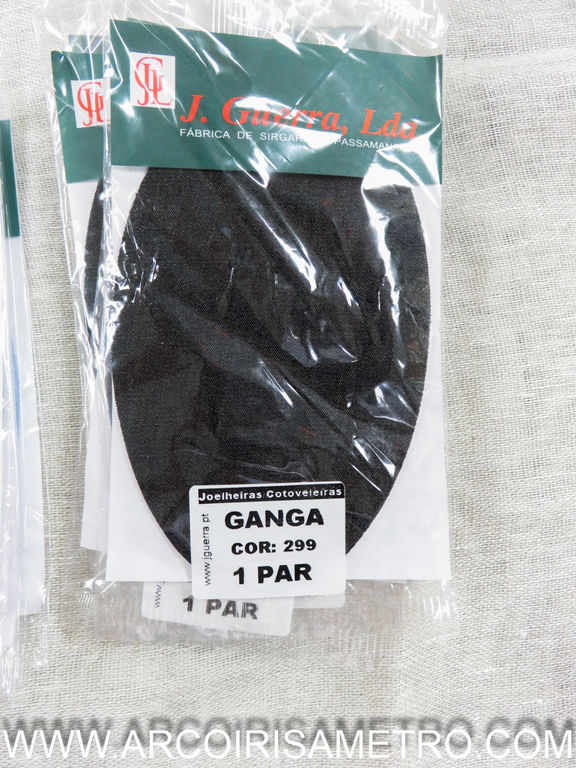 J. Guerra, Lda
FÁBRICA DE
Joelheiras Cotoveleiras
www.jguerra.pt
GANGA
COR: 299
1 PAR
1 PAR
WWW.ARCOIRISAMETRO.COM